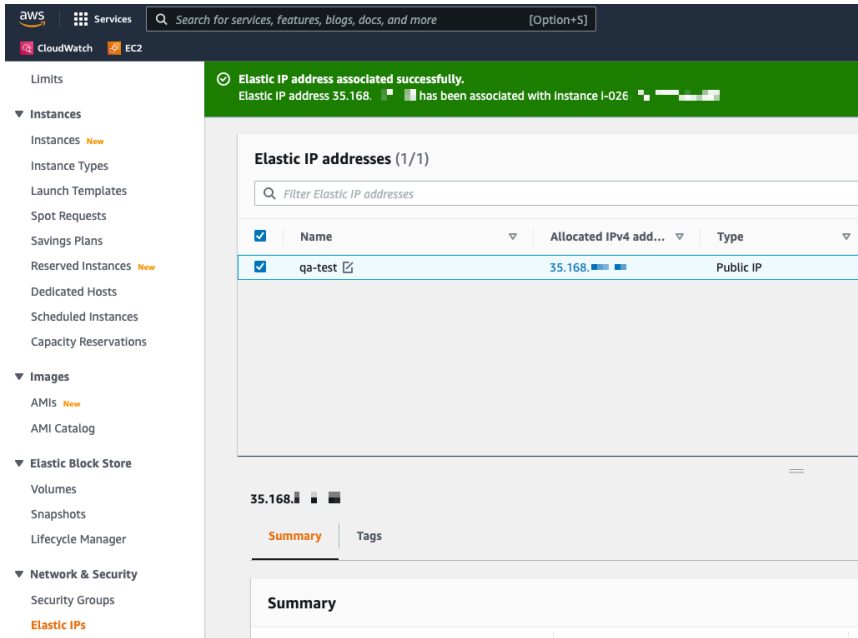 aws
Services
Search for services, features, blogs, docs, and more
[Option+S]
CloudWatch
EC2
Limits
Instances
Instances New
Instance Types
Launch Templates
Spot Requests
Savings Plans
Reserved Instances New
Dedicated Hosts
Scheduled Instances
Capacity Reservations
Images
AMIs New
AMI Catalog
Elastic Block Store
Volumes
Snapshots
Lifecycle Manager
Network & Security
Security Groups
Elastic IPs
Elastic IP address associated successfully.
Elastic IP address 35.168. has been associated with instance i-026
Elastic IP addresses (1/1)
Filter Elastic IP addresses
Name
Allocated IPv4 add...
Type
qa-test
35.168.
Public IP
35.168.
Summary
Tags
Summary